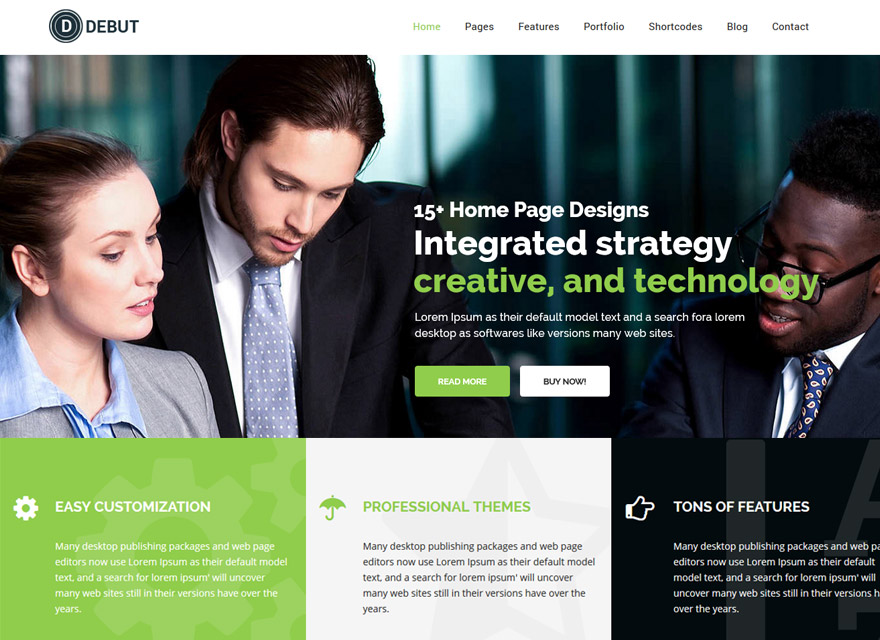 D DEBUT
Home Pages Features Portfolio Shortcodes Blog Contact
15+ Home Page Designs
Integrated strategy
creative, and technology
Lorem Ipsum as their default model text and a search fora lorem
desktop as softwares like versions many web sites.
READ MORE BUY NOW!
EASY CUSTOMIZATION
Many desktop publishing packages and web page
editors now use Lorem Ipsum as their default model
text, and a search for lorem ipsum' will uncover
many web sites still in their versions have over the
years.
PROFESSIONAL THEMES
Many desktop publishing packages and web page
editors now use Lorem Ipsum as their default model
text, and a search for lorem ipsum' will uncover
many web sites still in their versions have over the
years.
TONS OF FEATURES
Many desktop publishing packages and web pa
editors now use Lorem Ipsum as their default
model text, and a search for lorem ipsum' will
uncover many web sites still in their versions h
over the years.